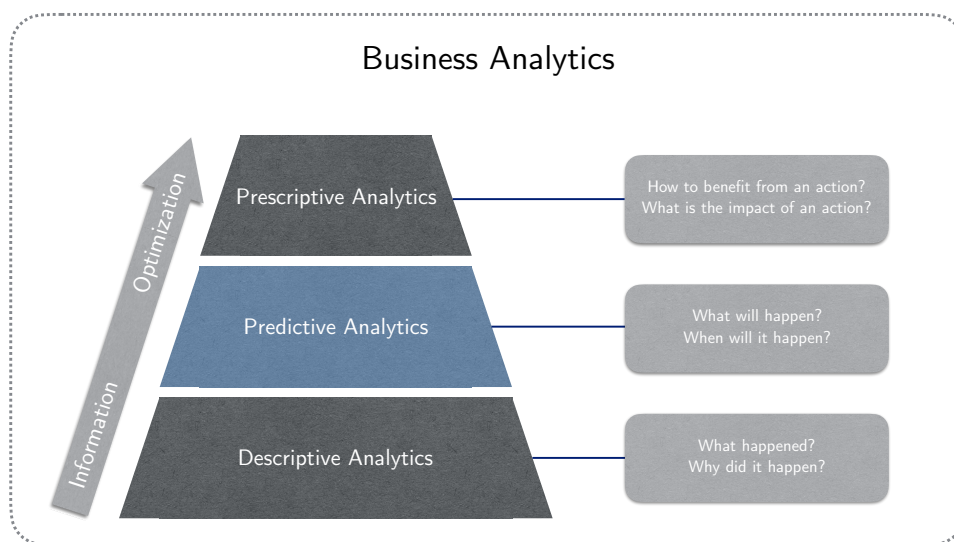 Business Analytics
Optimization
Information
Prescriptive Analytics
How to benefit from an action?
What is the impact of an action?
Predictive Analytics
What will happen?
When will it happen?
Descriptive Analytics
What happened?
Why did it happen?